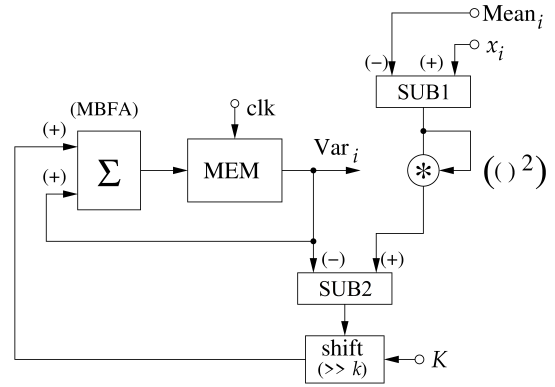 Mean i
x i
(−) (+)
SUB1
(MBFA)
clk
(+)
Σ
MEM
Var i
*
(( ) 2)
(+)
(−) (+)
SUB2
shift
(>> k)
K